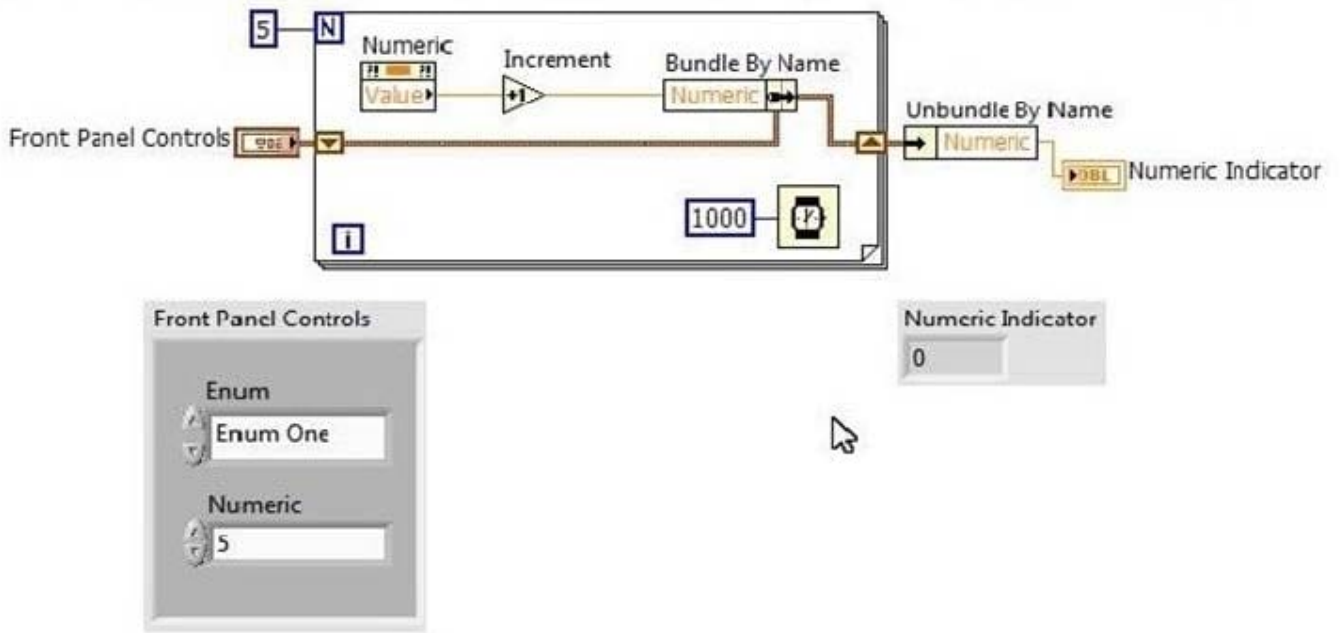 5
N
Numeric
Increment
Bundle By Name
Value
+1
Numeric
Unbundle By Name
Numeric
Front Panel Controls
DBL
Numeric Indicator
1000
i
Front Panel Controls
Numeric Indicator
0
Enum
Enum One
Numeric
5